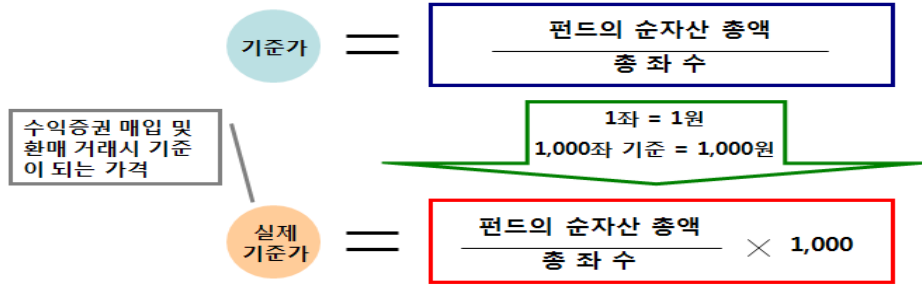 기준가
=
펀드의 순자산 총액
총 좌 수
수익증권 매입 및
환매 거래시 기준
이 되는 가격
1좌 = 1원
1,000좌 기준 = 1,000원
실제
기준가
=
펀드의 순자산 총액
총 좌 수
× 1,000